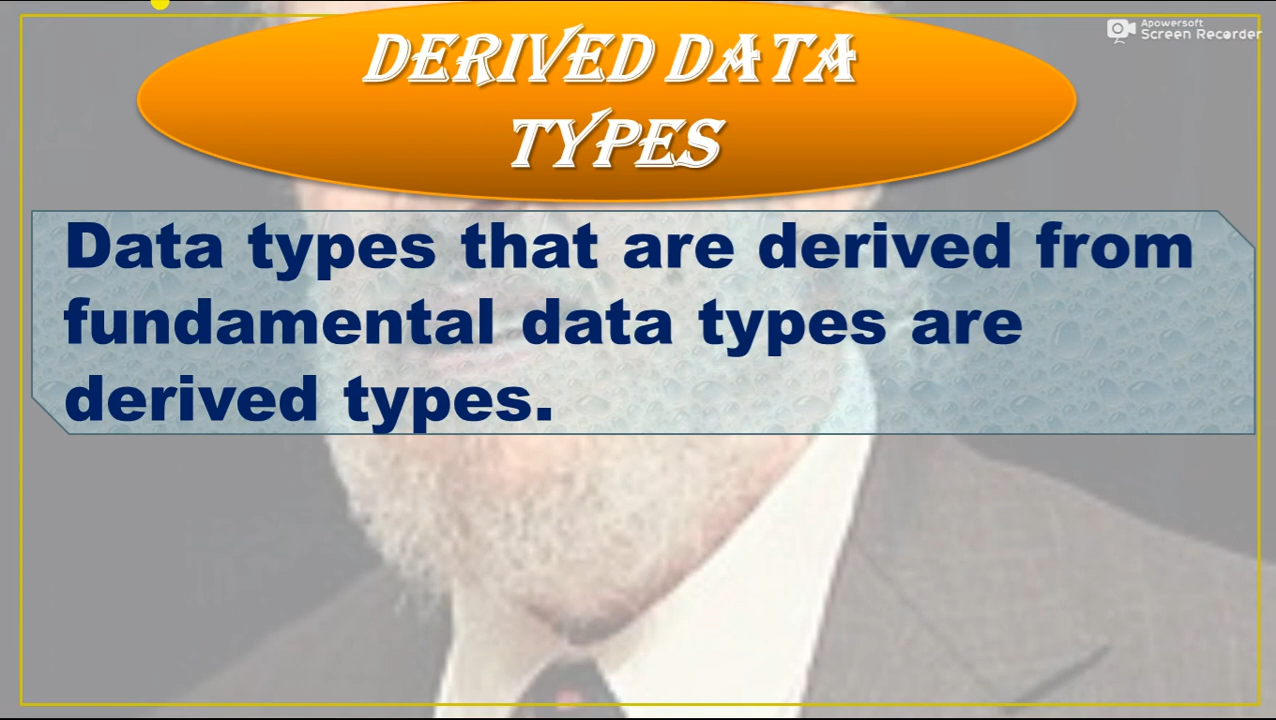 Apowersoft
Screen Recorder
DERIVED DATA
TYPES
Data types that are derived from
fundamental data types are
derived types.